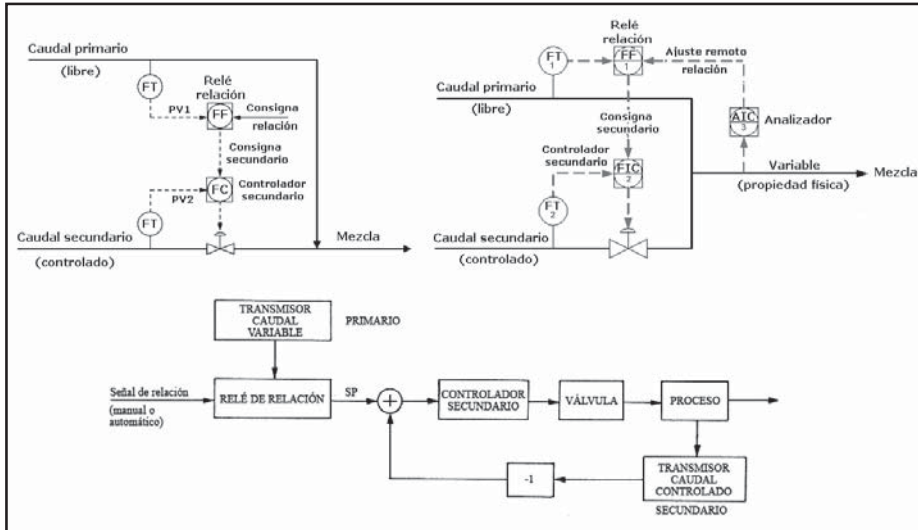 Caudal primario
(libre)
FT
PV1
Relé
relación
FF
Consigna
relación
Consigna
secundario
FC
Controlador
secundario
PV2
FT
Caudal secundario
(controlado)
Mezcla
Relé
relación
FT
1
FF
1
Ajuste remoto
relación
Caudal primario
(libre)
AIC
3
Analizador
Consigna
secundario
Controlador
secundario
FIC
2
Variable
(propiedad física)
Mezcla
FT
2
Caudal secundario
(controlado)
TRANSMISOR
CAUDAL
VARIABLE
PRIMARIO
Señal de relación
(manual o
automático)
RELÉ DE RELACIÓN
SP
+
CONTROLADOR
SECUNDARIO
VÁLVULA
PROCESO
-1
TRANSMISOR
CAUDAL
CONTROLADO
SECUNDARIO